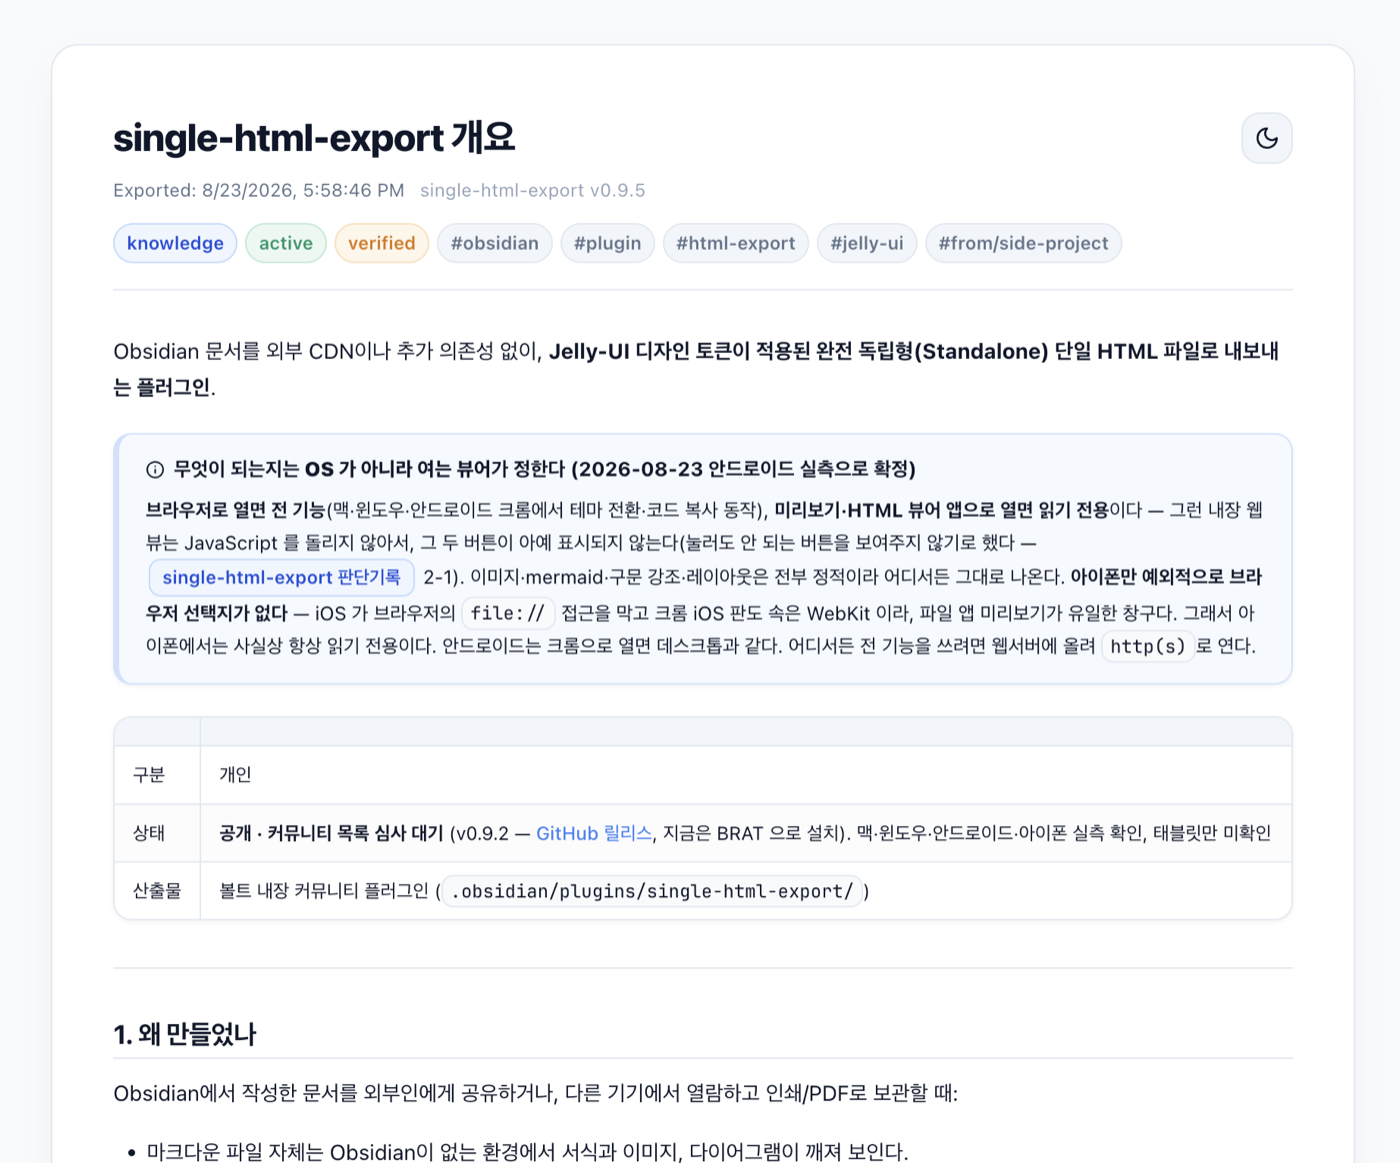 single-html-export 개요
Exported: 8/23/2026, 5:58:46 PM single-html-export v0.9.5
knowledge active verified #obsidian #plugin #html-export #jelly-ui #from/side-project
Obsidian 문서를 외부 CDN이나 추가 의존성 없이, Jelly-UI 디자인 토큰이 적용된 완전 독립형(Standalone) 단일 HTML 파일로 내보내
는 플러그인.
무엇이 되는지는 OS 가 아니라 여는 뷰어가 정한다 (2026-08-23 안드로이드 실측으로 확정)
브라우저로 열면 전 기능(맥·윈도우·안드로이드 크롬에서 테마 전환·코드 복사 동작), 미리보기·HTML 뷰어 앱으로 열면 읽기 전용이다 — 그런 내장 웹
뷰는 JavaScript 를 돌리지 않아서, 그 두 버튼이 아예 표시되지 않는다(눌러도 안 되는 버튼을 보여주지 않기로 했다 —
single-html-export 판단기록 2-1). 이미지·mermaid·구문 강조·레이아웃은 전부 정적이라 어디서든 그대로 나온다. 아이폰만 예외적으로 브라
우저 선택지가 없다 — iOS 가 브라우저의 file:// 접근을 막고 크롬 iOS 판도 속은 WebKit 이라, 파일 앱 미리보기가 유일한 창구다. 그래서 아
이폰에서는 사실상 항상 읽기 전용이다. 안드로이드는 크롬으로 열면 데스크톱과 같다. 어디서든 전 기능을 쓰려면 웹서버에 올려 http(s) 로 연다.
구분 개인
상태 공개 · 커뮤니티 목록 심사 대기 (v0.9.2 — GitHub 릴리스, 지금은 BRAT 으로 설치). 맥·윈도우·안드로이드·아이폰 실측 확인, 태블릿만 미확인
산출물 볼트 내장 커뮤니티 플러그인 (.obsidian/plugins/single-html-export/)
1. 왜 만들었나
Obsidian에서 작성한 문서를 외부인에게 공유하거나, 다른 기기에서 열람하고 인쇄/PDF로 보관할 때:
• 마크다운 파일 자체는 Obsidian이 없는 환경에서 서식과 이미지, 다이어그램이 깨져 보인다.